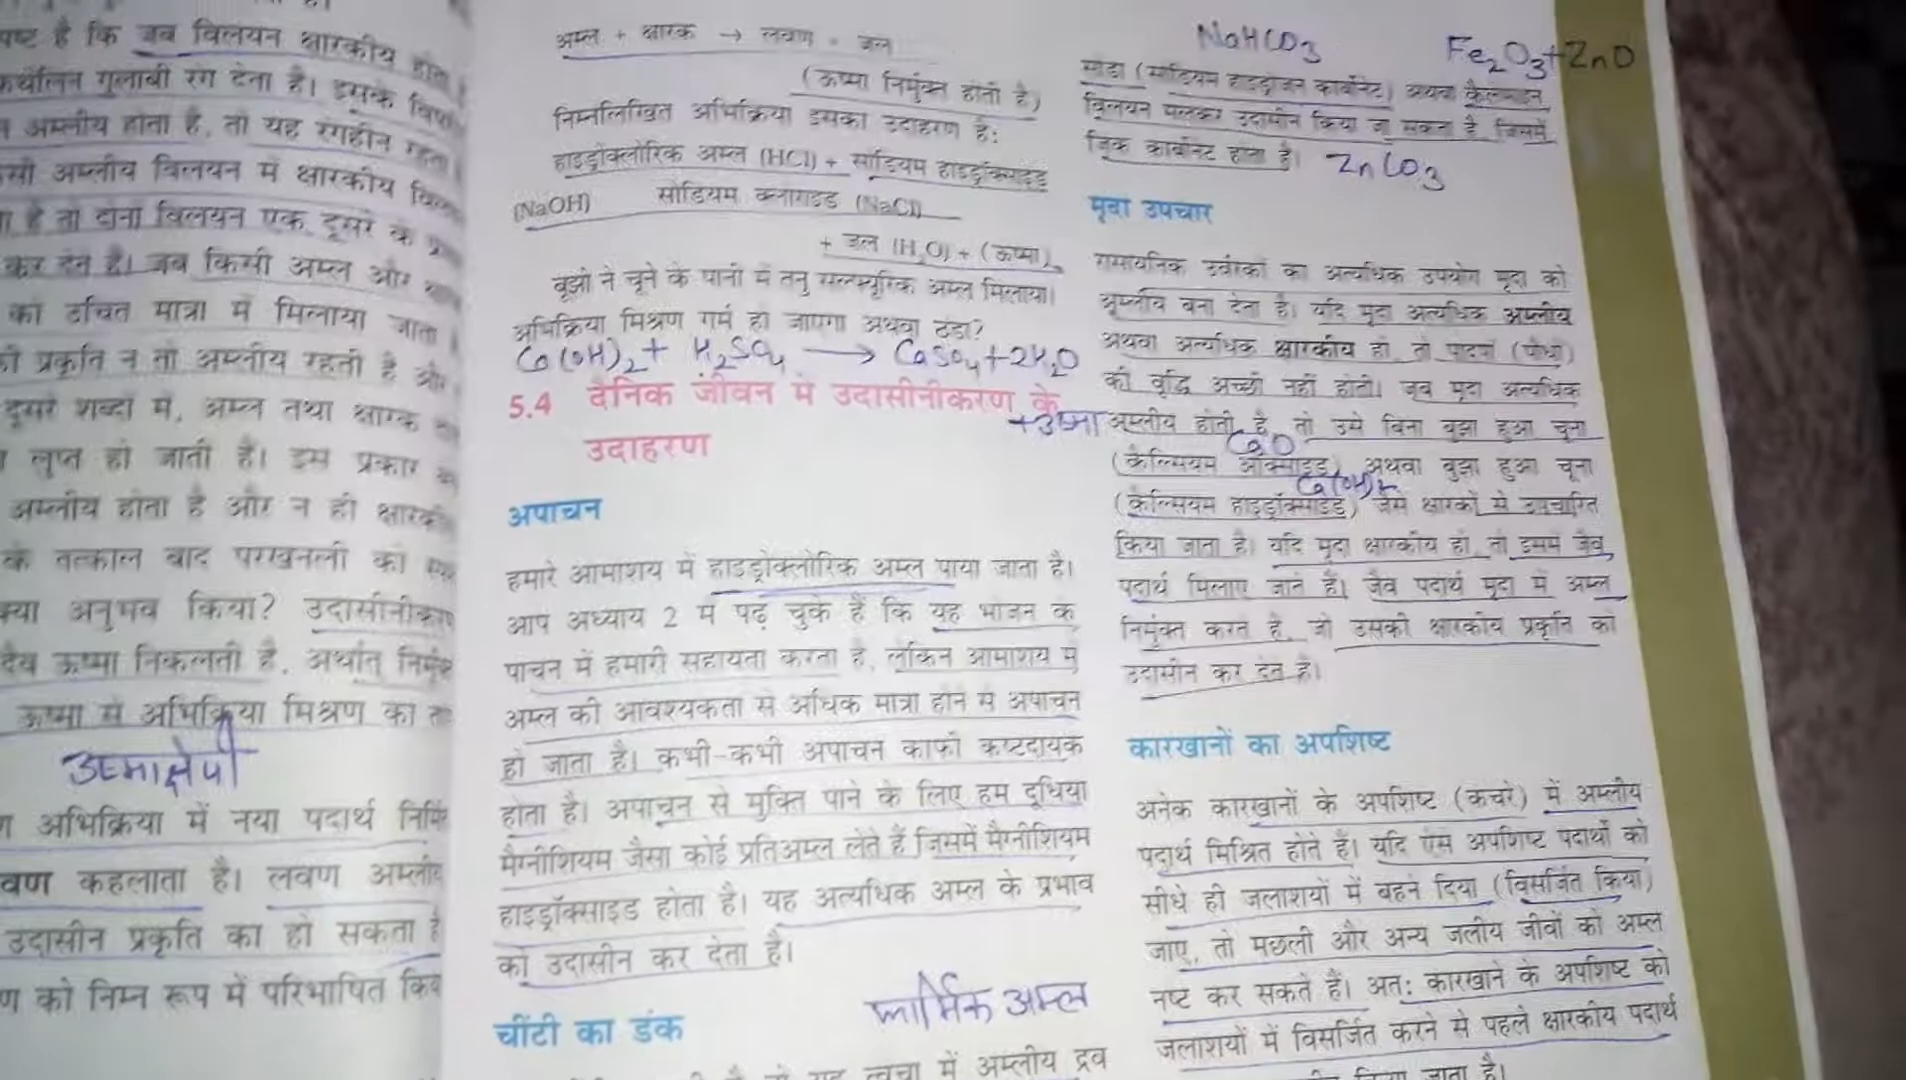 पष्ट है कि जब विलयन क्षारकीय होता
गुलाबी रंग देता है। इसके विप
अम्लीय होता है, तो यह रंगहीन रहता
अम्लीय विलयन में क्षारकीय
है तो दोनों विलयन एक दूसरे के
कर देते हैं। जब किसी अम्ल और
को उचित मात्रा में मिलाया जाता
प्रकृति न तो अम्लीय रहती है और
दूसरे शब्दों में, अम्ल तथा क्षारक
लुप्त हो जाती है। इस प्रकार
अम्लीय होता है और न ही क्षारकी
के तत्काल बाद परखनली को
क्या अनुभव किया? उदासीनीकरण
ऊष्मा निकलती है, अर्थात् निर्मु
ऊष्मा से अभिक्रिया मिश्रण का
उष्माक्षेपी
अभिक्रिया में नया पदार्थ निर्मि
वण कहलाता है। लवण अम्लीय
उदासीन प्रकृति का हो सकता है
ण को निम्न रूप में परिभाषित किय
अम्ल + क्षारक → लवण + जल
(ऊष्मा निर्मुक्त होती है)
निम्नलिखित अभिक्रिया इसका उदाहरण है:
हाइड्रोक्लोरिक अम्ल (HCl) + सोडियम हाइड्रॉक्साइड
(NaOH) सोडियम क्लोराइड (NaCl)
+ जल (H₂O) + (ऊष्मा)
बूझो ने चूने के पानी में तनु सल्फ्यूरिक अम्ल मिलाया।
अभिक्रिया मिश्रण गर्म हो जाएगा अथवा ठंडा?
Ca(OH)₂ + H₂SO₄ → CaSO₄ + 2H₂O
+ उष्मा
5.4 दैनिक जीवन में उदासीनीकरण के
उदाहरण
अपाचन
हमारे आमाशय में हाइड्रोक्लोरिक अम्ल पाया जाता है।
आप अध्याय 2 में पढ़ चुके हैं कि यह भोजन के
पाचन में हमारी सहायता करता है, लेकिन आमाशय में
अम्ल की आवश्यकता से अधिक मात्रा होने से अपाचन
हो जाता है। कभी-कभी अपाचन काफी कष्टदायक
होता है। अपाचन से मुक्ति पाने के लिए हम दूधिया
मैग्नीशियम जैसा कोई प्रतिअम्ल लेते हैं जिसमें मैग्नीशियम
हाइड्रॉक्साइड होता है। यह अत्यधिक अम्ल के प्रभाव
को उदासीन कर देता है।
फार्मिक अम्ल
चींटी का डंक
त्वचा में अम्लीय द्रव
NaHCO₃ Fe₂O₃+ZnO
सोडा (सोडियम हाइड्रोजन कार्बोनेट) अथवा कैलेमाइन
विलयन मलकर उदासीन किया जा सकता है, जिसमें
जिंक कार्बोनेट होता है। ZnCO₃
मृदा उपचार
रासायनिक उर्वरकों का अत्यधिक उपयोग मृदा को
अम्लीय बना देता है। यदि मृदा अत्यधिक अम्लीय
अथवा अत्यधिक क्षारकीय हो, तो पादपों (पौधों)
की वृद्धि अच्छी नहीं होती। जब मृदा अत्यधिक
अम्लीय होती है, तो उसे बिना बुझा हुआ चूना
CaO
(कैल्सियम ऑक्साइड) अथवा बुझा हुआ चूना
Ca(OH)₂
(कैल्सियम हाइड्रॉक्साइड) जैसे क्षारकों से उपचारित
किया जाता है। यदि मृदा क्षारकीय हो, तो इसमें जैव
पदार्थ मिलाए जाते हैं। जैव पदार्थ मृदा में अम्ल
निर्मुक्त करते हैं, जो उसकी क्षारकीय प्रकृति को
उदासीन कर देते हैं।
कारखानों का अपशिष्ट
अनेक कारखानों के अपशिष्ट (कचरे) में अम्लीय
पदार्थ मिश्रित होते हैं। यदि ऐसे अपशिष्ट पदार्थों को
सीधे ही जलाशयों में बहने दिया (विसर्जित किया)
जाए, तो मछली और अन्य जलीय जीवों को अम्ल
नष्ट कर सकते हैं। अत: कारखाने के अपशिष्ट को
जलाशयों में विसर्जित करने से पहले क्षारकीय पदार्थ
जाता है।